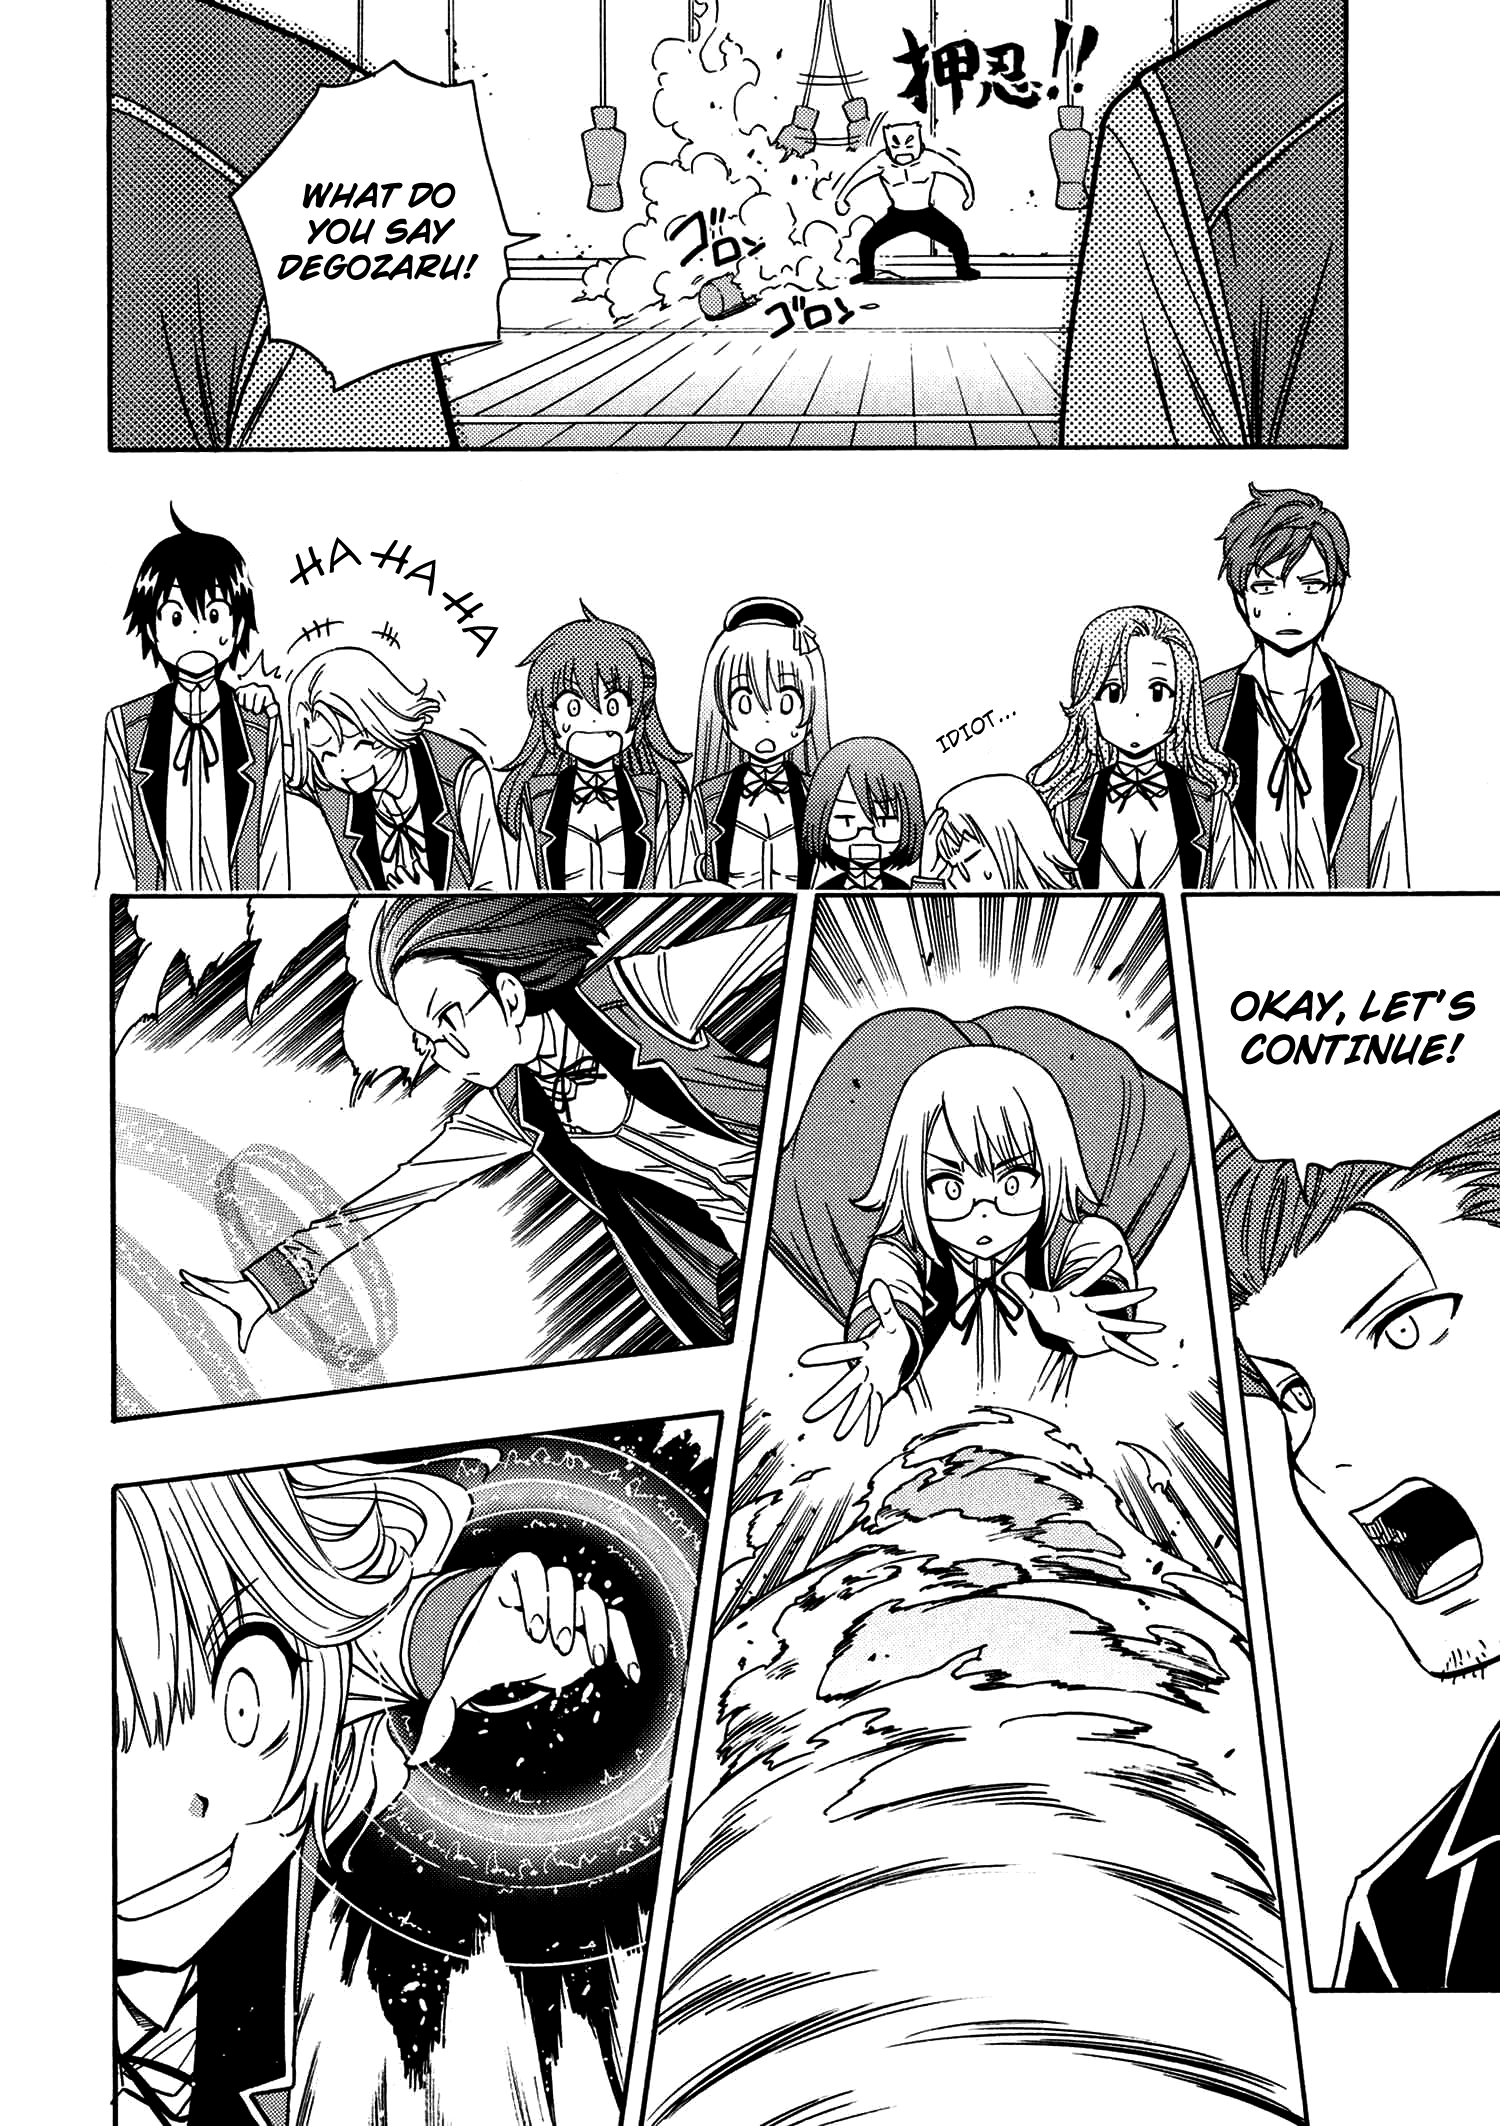 押忍!!
WHAT DO
YOU SAY
DEGOZARU!
ゴロン
ゴロン
HA HA HA HA
IDIOT...
OKAY, LET'S
CONTINUE!